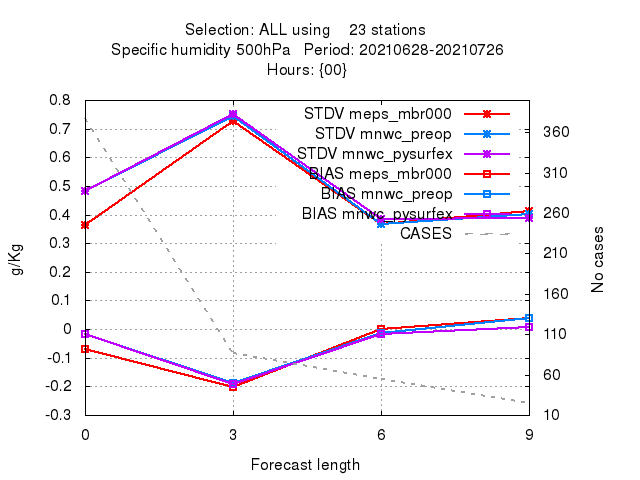 Selection: ALL using    23 stations
Specific humidity 500hPa   Period: 20210628-20210726
Hours: {00}
STDV meps_mbr000
STDV mnwc_preop
STDV mnwc_pysurfex
BIAS meps_mbr000
BIAS mnwc_preop
BIAS mnwc_pysurfex
CASES
0.8
0.7
0.6
0.5
0.4
0.3
0.2
0.1
0
-0.1
-0.2
-0.3
g/Kg
360
310
260
210
160
110
60
10
No cases
0 3 6 9
Forecast length